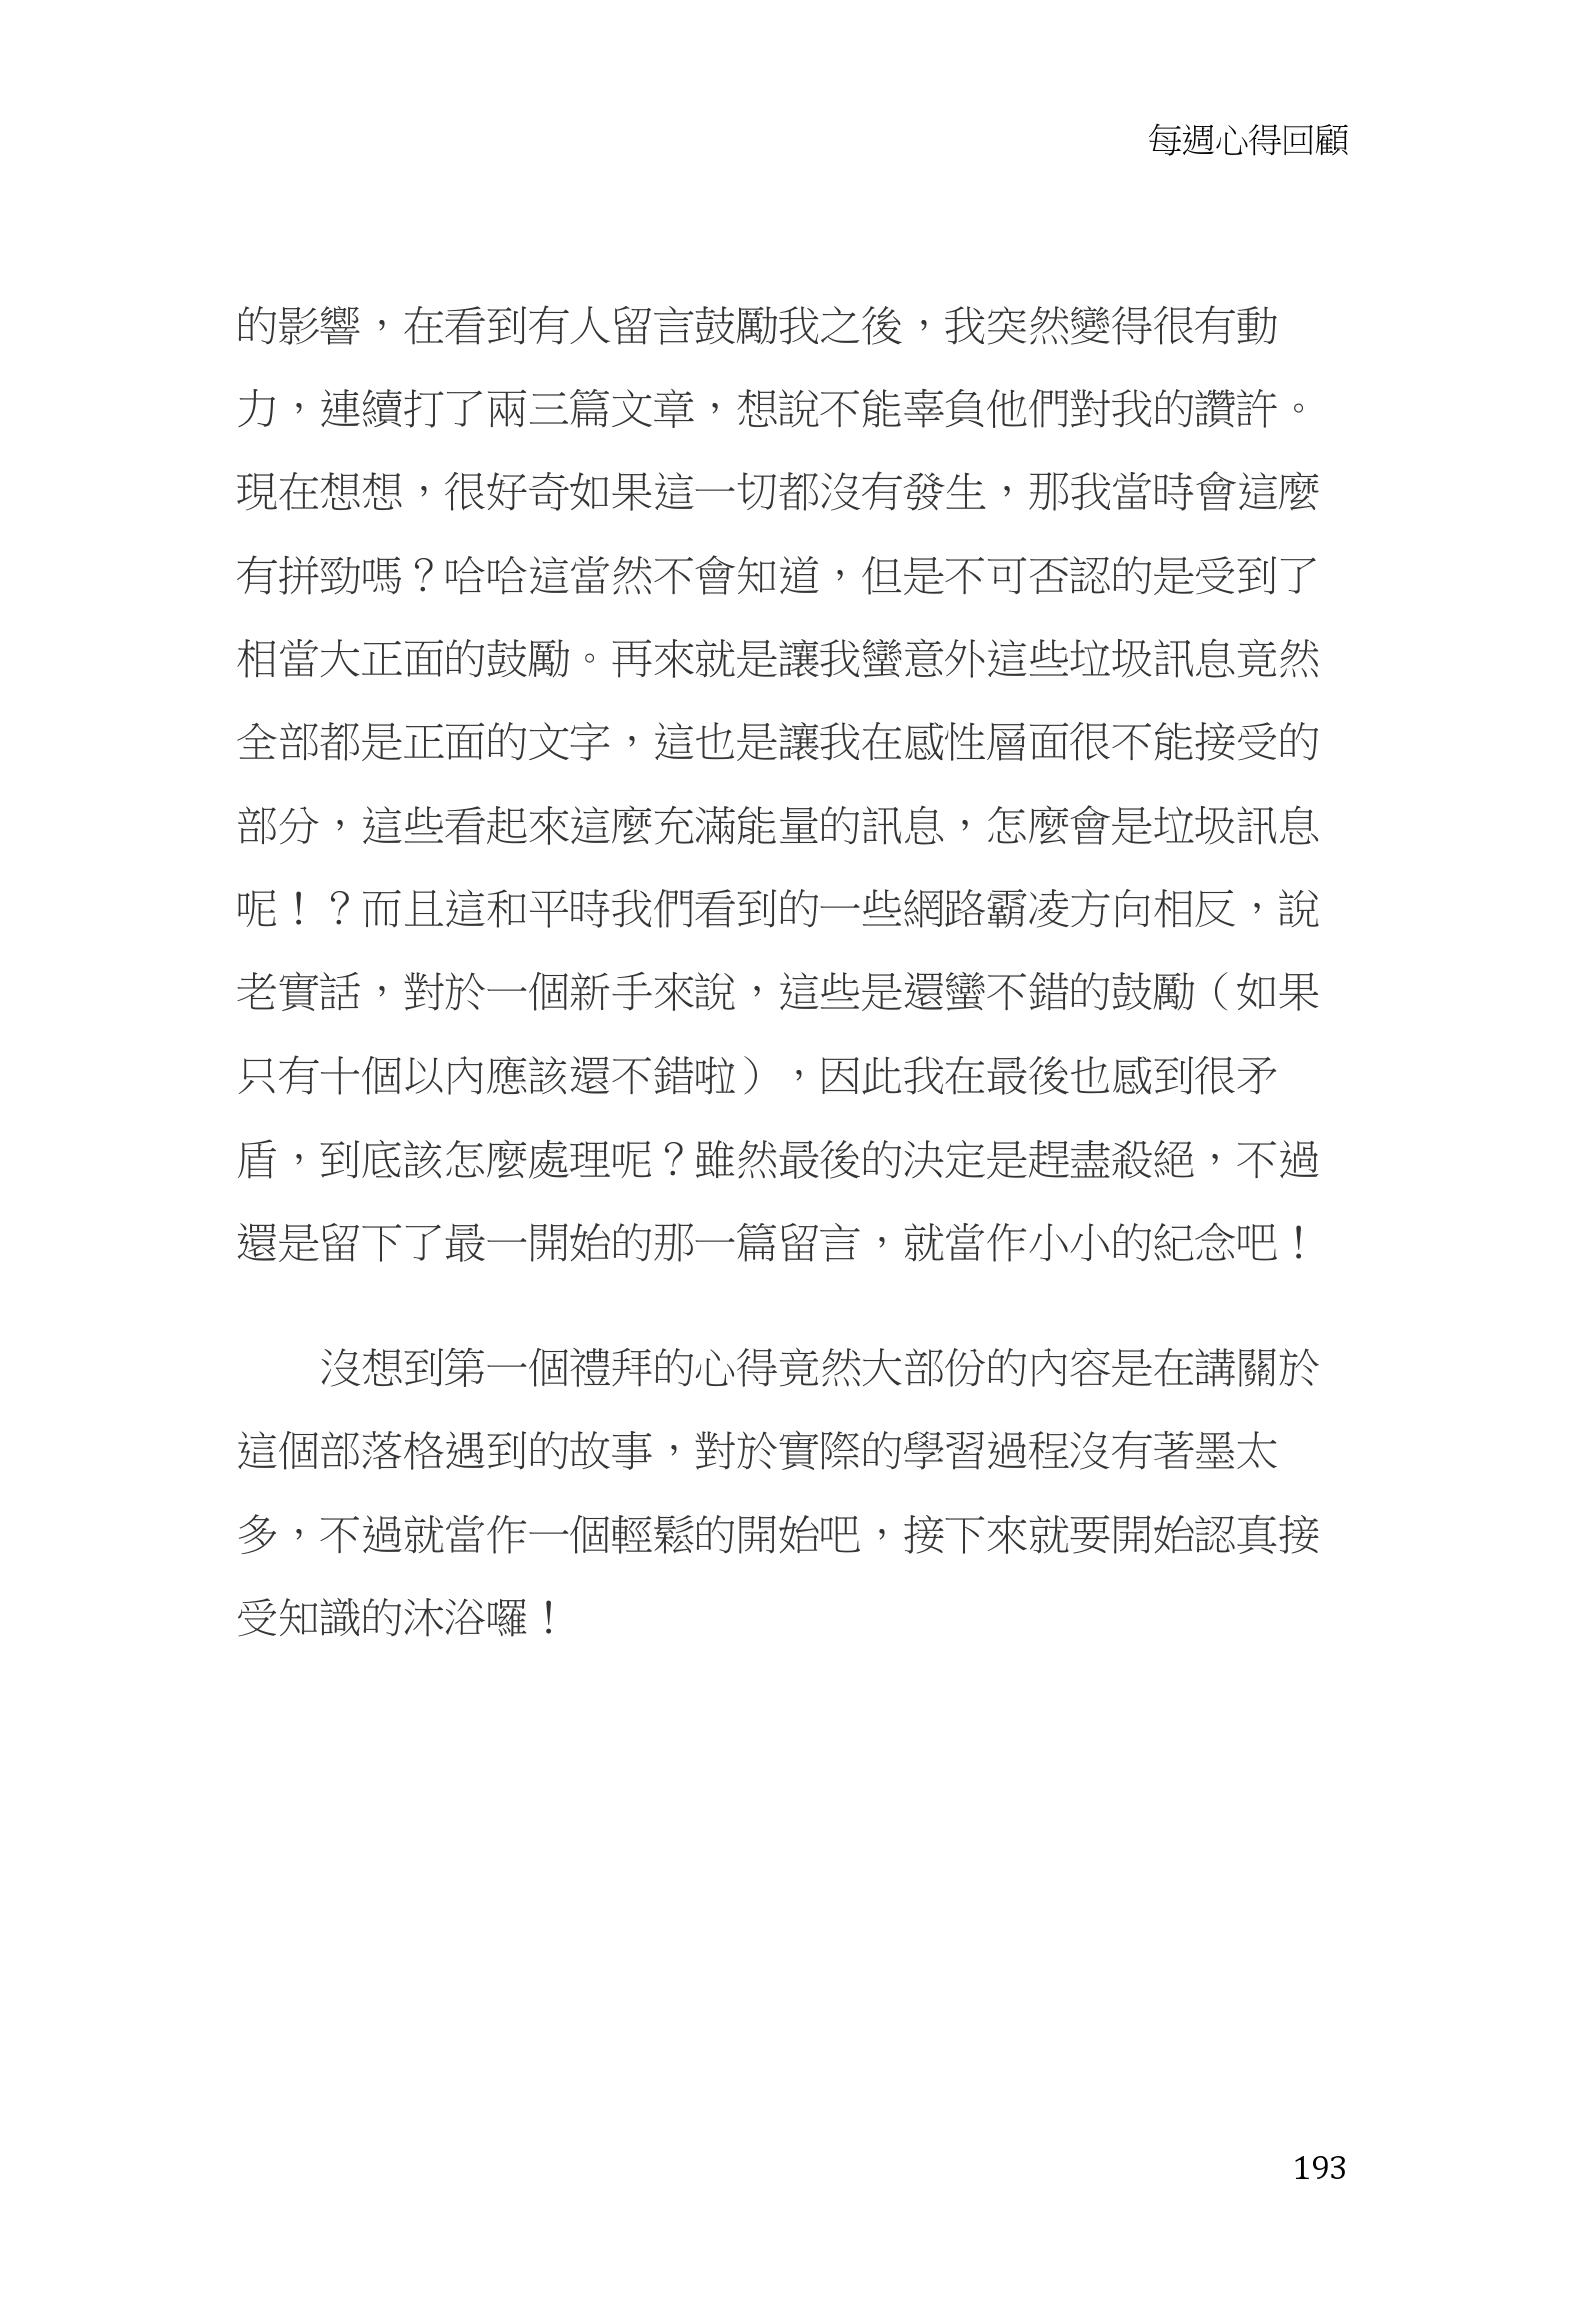 每週心得回顧
的影響，在看到有人留言鼓勵我之後，我突然變得很有動
力，連續打了兩三篇文章，想說不能辜負他們對我的讚許。
現在想想，很好奇如果這一切都沒有發生，那我當時會這麼
有拼勁嗎？哈哈這當然不會知道，但是不可否認的是受到了
相當大正面的鼓勵。再來就是讓我蠻意外這些垃圾訊息竟然
全部都是正面的文字，這也是讓我在感性層面很不能接受的
部分，這些看起來這麼充滿能量的訊息，怎麼會是垃圾訊息
呢！？而且這和平時我們看到的一些網路霸凌方向相反，說
老實話，對於一個新手來說，這些是還蠻不錯的鼓勵（如果
只有十個以內應該還不錯啦），因此我在最後也感到很矛
盾，到底該怎麼處理呢？雖然最後的決定是趕盡殺絕，不過
還是留下了最一開始的那一篇留言，就當作小小的紀念吧！
沒想到第一個禮拜的心得竟然大部份的內容是在講關於
這個部落格遇到的故事，對於實際的學習過程沒有著墨太
多，不過就當作一個輕鬆的開始吧，接下來就要開始認真接
受知識的沐浴囉！
193